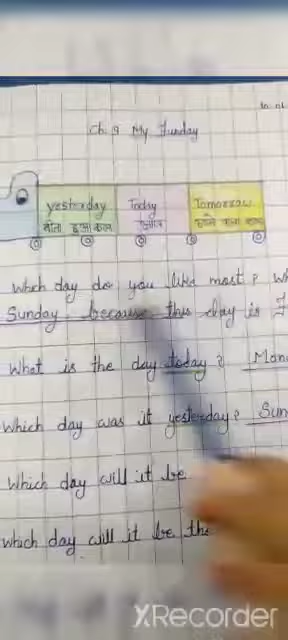 Ch 9 My Sunday
yesterday Today Tomorrow
बीता हुआ कल आज आने वाला कल
Which day do you like most?
Sunday, because this day is
What is the day today?
Which day was it yesterday? Sun
Which day will it be
Which day will it be the
XRecorder